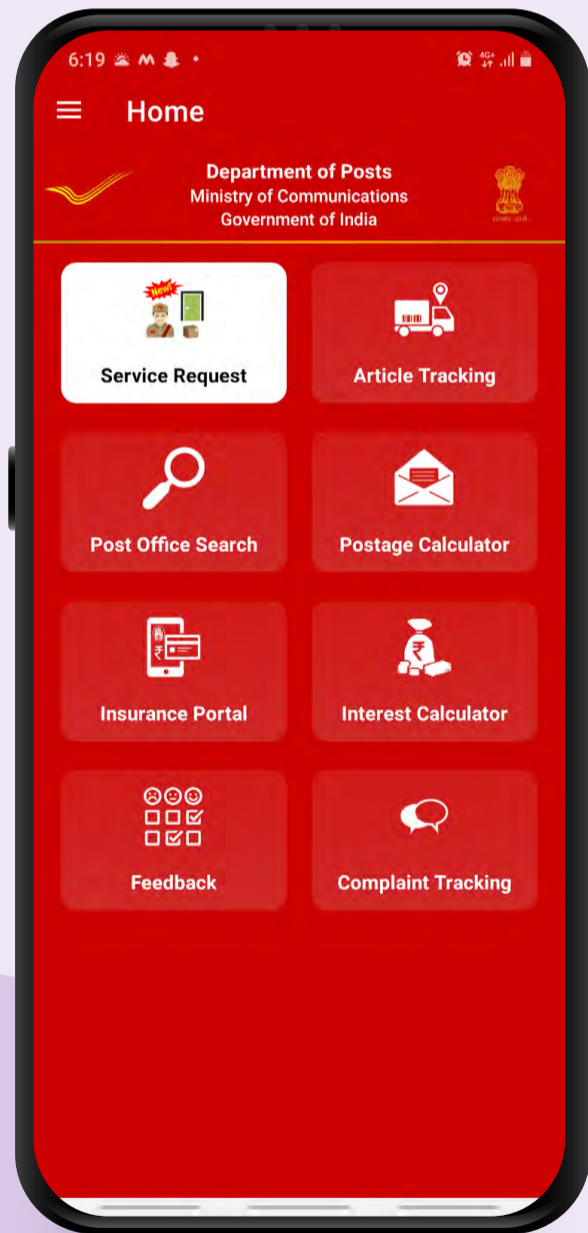 6:19
4G+
Home
Department of Posts
Ministry of Communications
Government of India
New!
Service Request
Article Tracking
Post Office Search
Postage Calculator
₹
₹
Insurance Portal
Interest Calculator
Feedback
Complaint Tracking